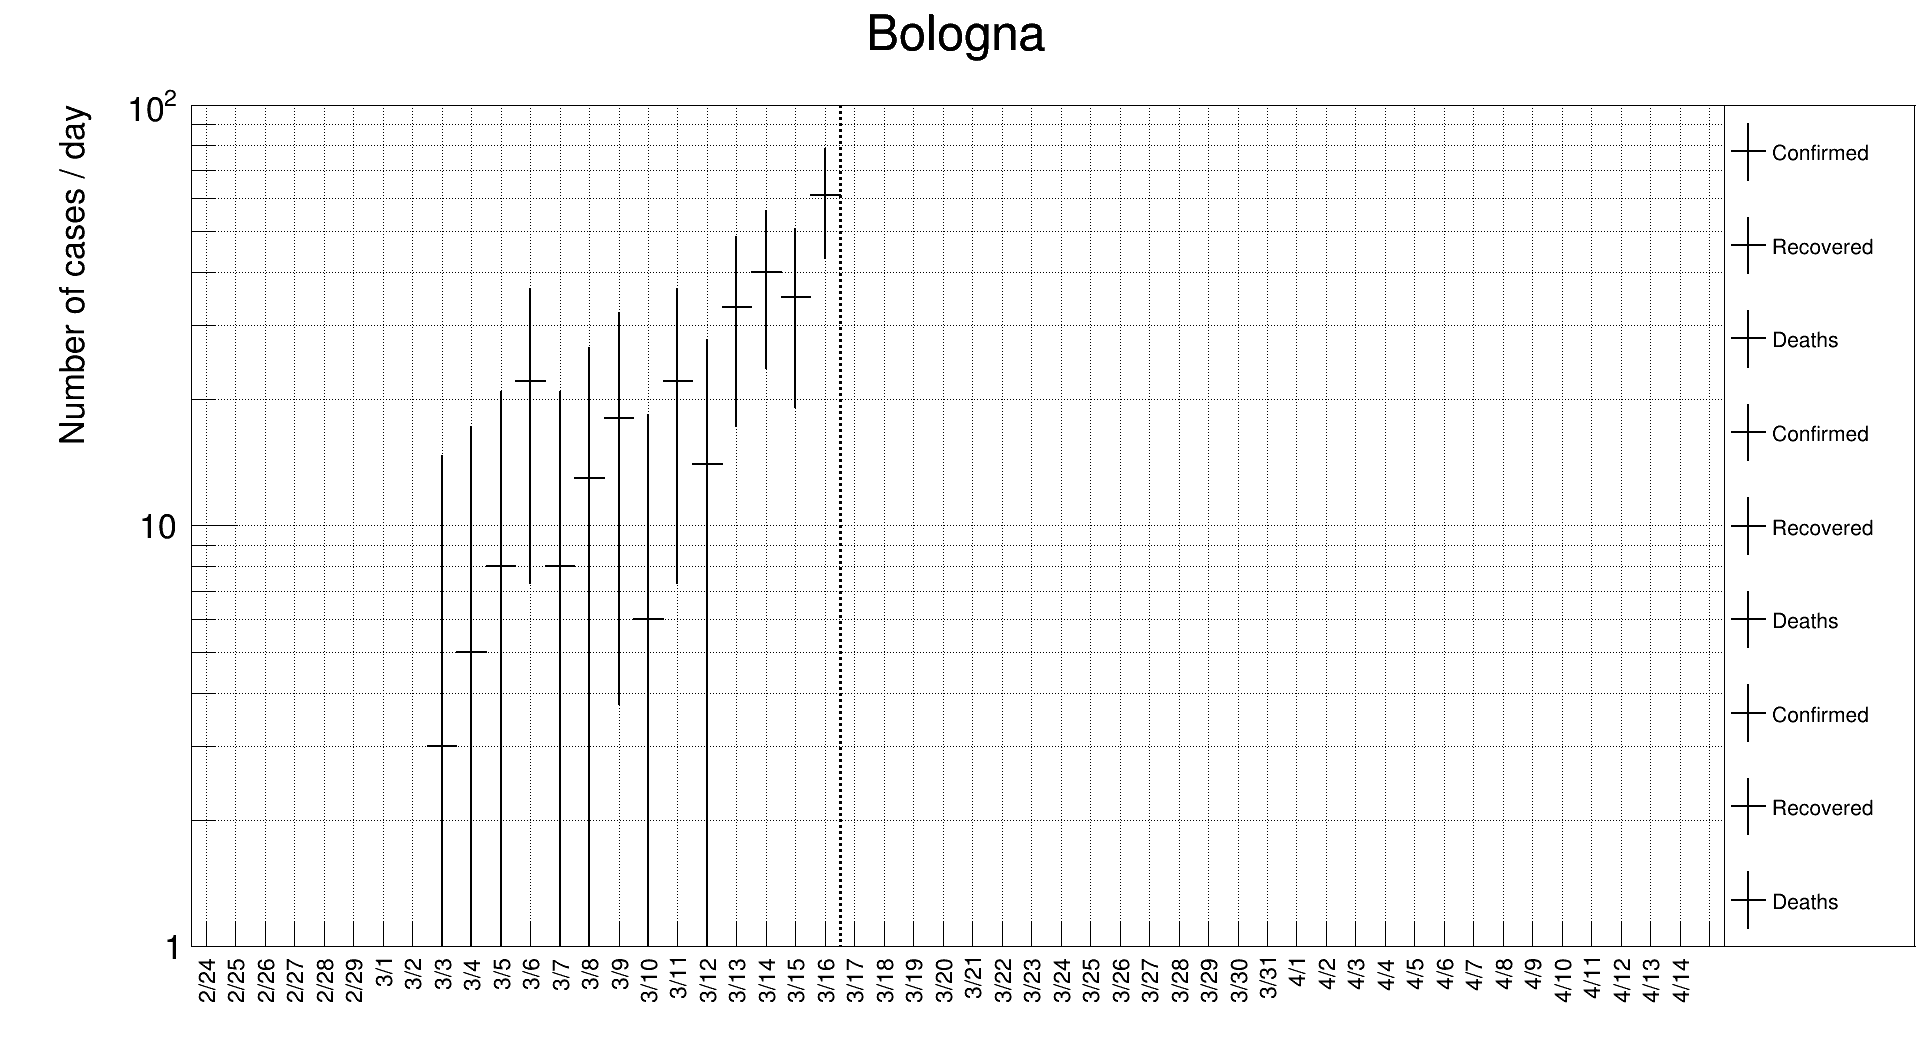 Bologna
Number of cases / day
10²
10
1
2/24 2/25 2/26 2/27 2/28 2/29 3/1 3/2 3/3 3/4 3/5 3/6 3/7 3/8 3/9 3/10 3/11 3/12 3/13 3/14 3/15 3/16 3/17 3/18 3/19 3/20 3/21 3/22 3/23 3/24 3/25 3/26 3/27 3/28 3/29 3/30 3/31 4/1 4/2 4/3 4/4 4/5 4/6 4/7 4/8 4/9 4/10 4/11 4/12 4/13 4/14
Confirmed
Recovered
Deaths
Confirmed
Recovered
Deaths
Confirmed
Recovered
Deaths